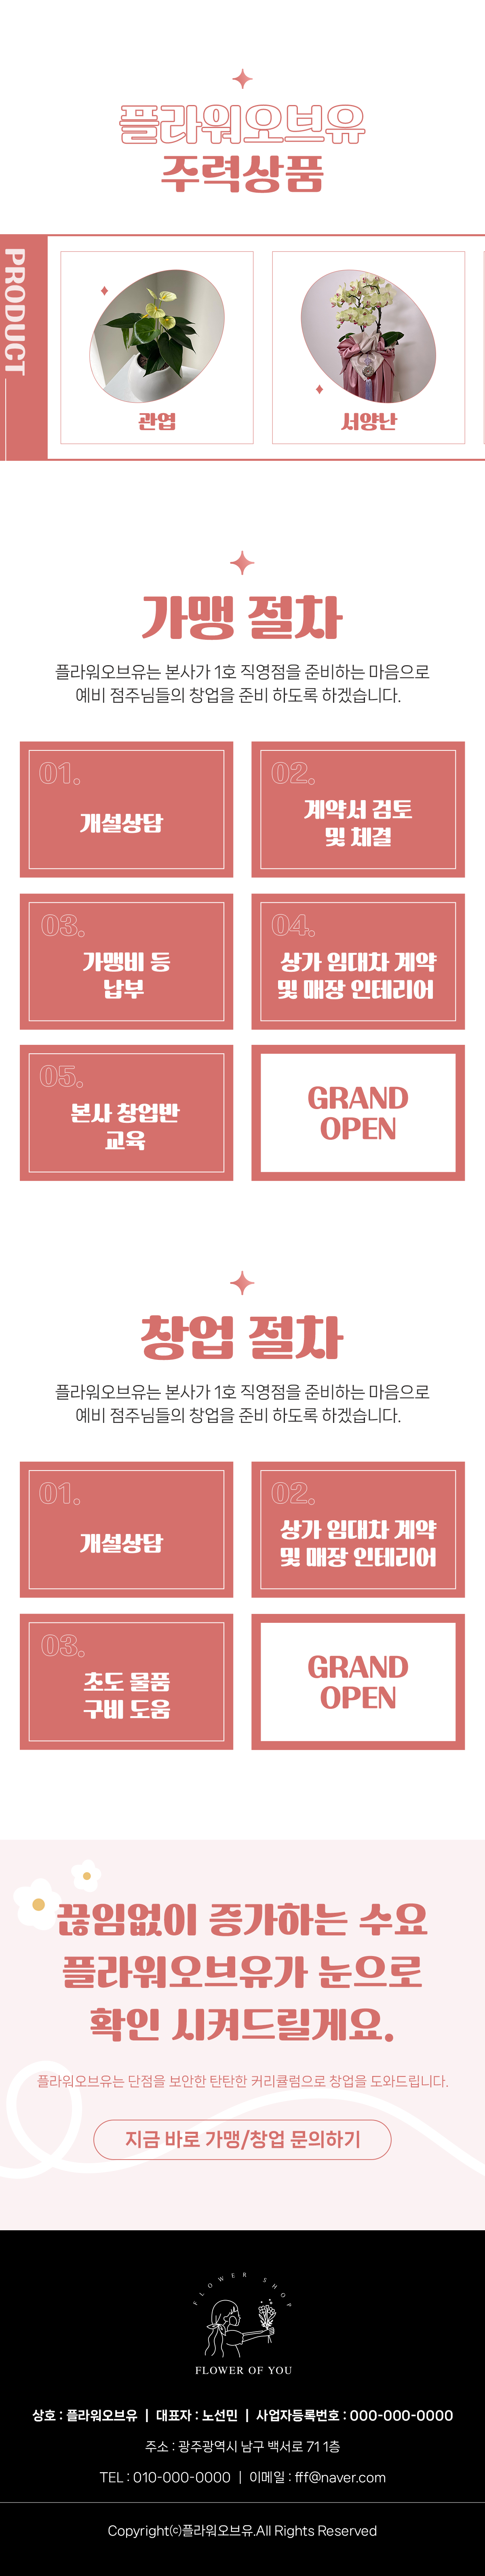 플라워오브유
주력상품
PRODUCT
관엽
서양난
가맹 절차
플라워오브유는 본사가 1호 직영점을 준비하는 마음으로
예비 점주님들의 창업을 준비 하도록 하겠습니다.
01.
개설상담
02.
계약서 검토
및 체결
03.
가맹비 등
납부
04.
상가 임대차 계약
및 매장 인테리어
05.
본사 창업반
교육
GRAND
OPEN
창업 절차
플라워오브유는 본사가 1호 직영점을 준비하는 마음으로
예비 점주님들의 창업을 준비 하도록 하겠습니다.
01.
개설상담
02.
상가 임대차 계약
및 매장 인테리어
03.
초도 물품
구비 도움
GRAND
OPEN
끊임없이 증가하는 수요
플라워오브유가 눈으로
확인 시켜드릴게요.
플라워오브유는 단점을 보안한 탄탄한 커리큘럼으로 창업을 도와드립니다.
지금 바로 가맹/창업 문의하기
FLOWER SHOP
FLOWER OF YOU
상호 : 플라워오브유 | 대표자 : 노선민 | 사업자등록번호 : 000-000-0000
주소 : 광주광역시 남구 백서로 71 1층
TEL : 010-000-0000 | 이메일 : fff@naver.com
Copyright(c)플라워오브유.All Rights Reserved